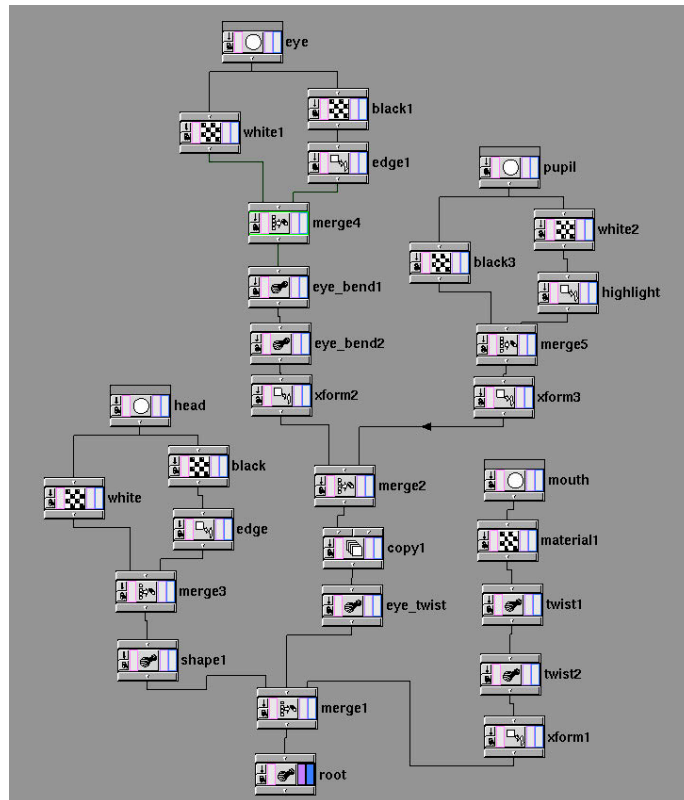 eye
black1
white1
edge1
pupil
merge4
white2
black3
eye_bend1
highlight
eye_bend2
merge5
xform2
xform3
head
black
merge2
mouth
white
edge
copy1
material1
merge3
eye_twist
twist1
shape1
twist2
merge1
xform1
root